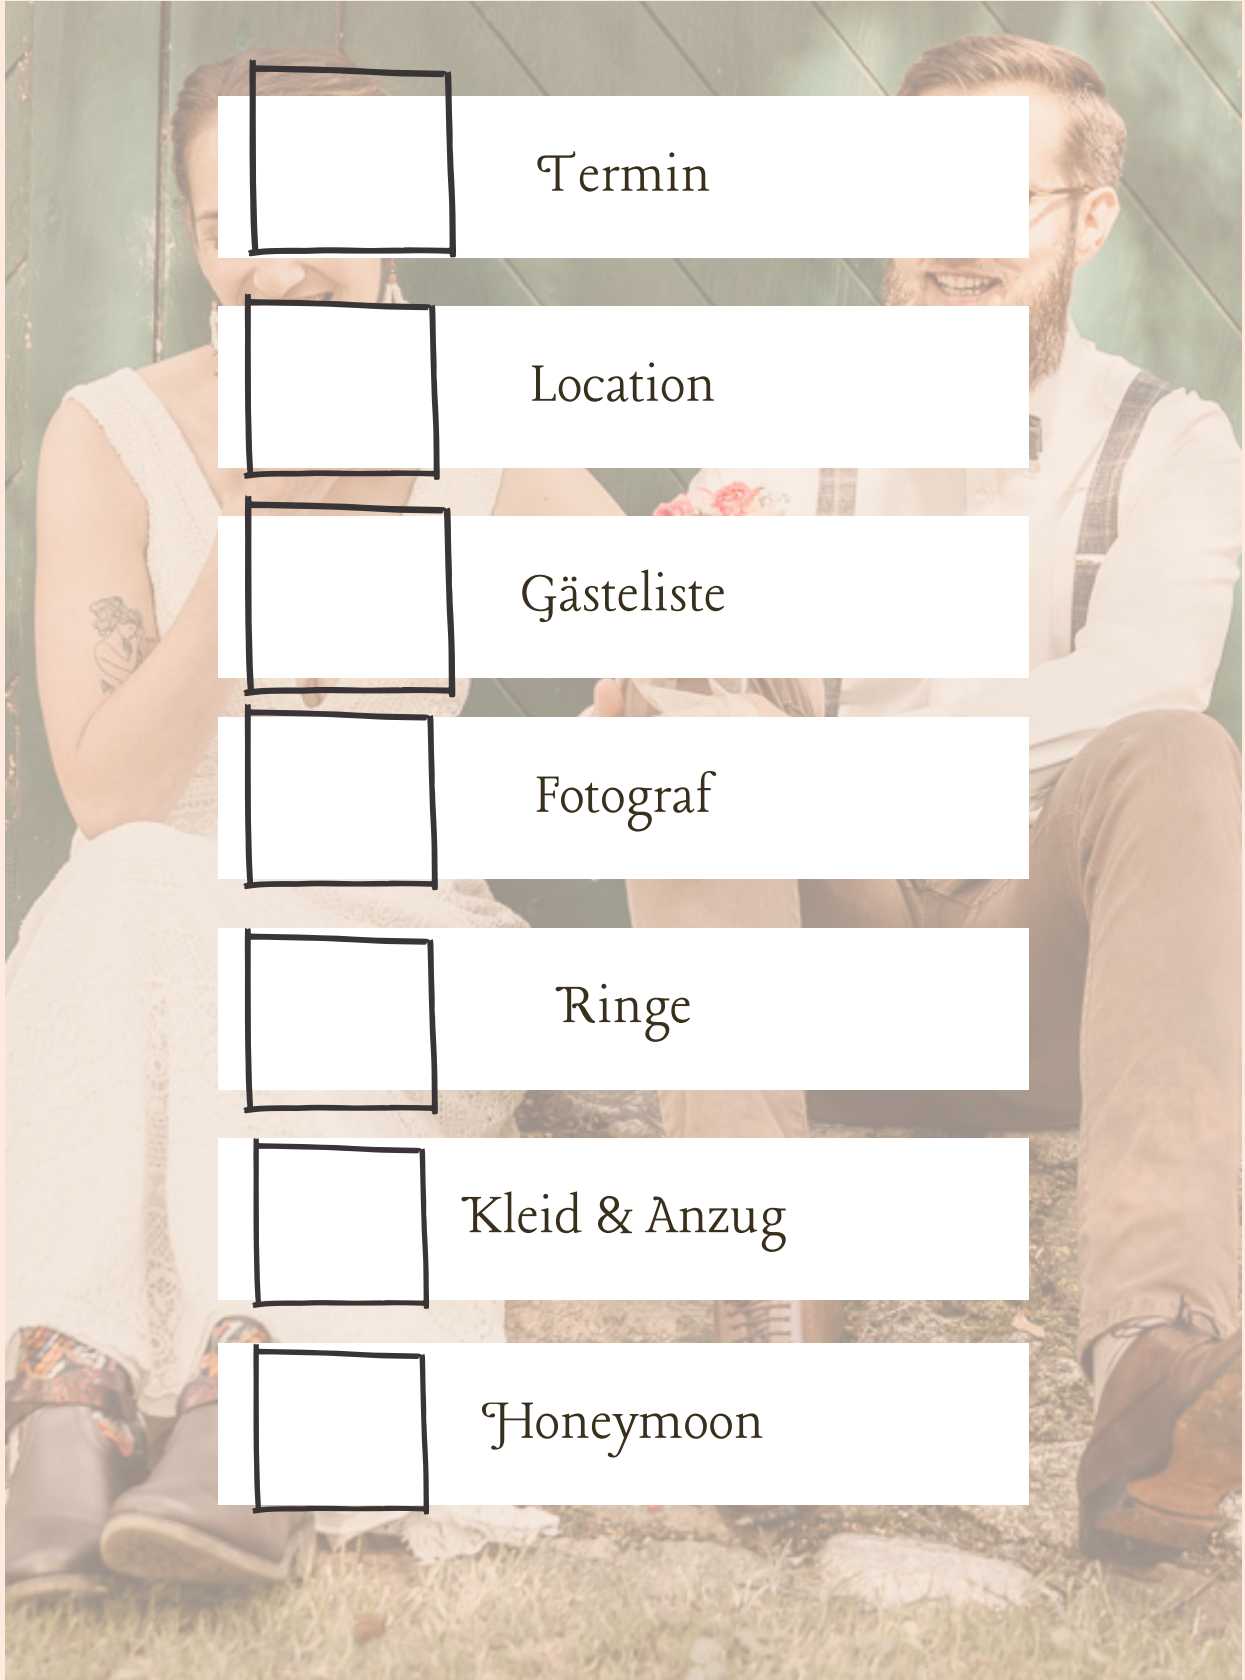 Termin
Location
Gästeliste
Fotograf
Ringe
Kleid & Anzug
Honeymoon